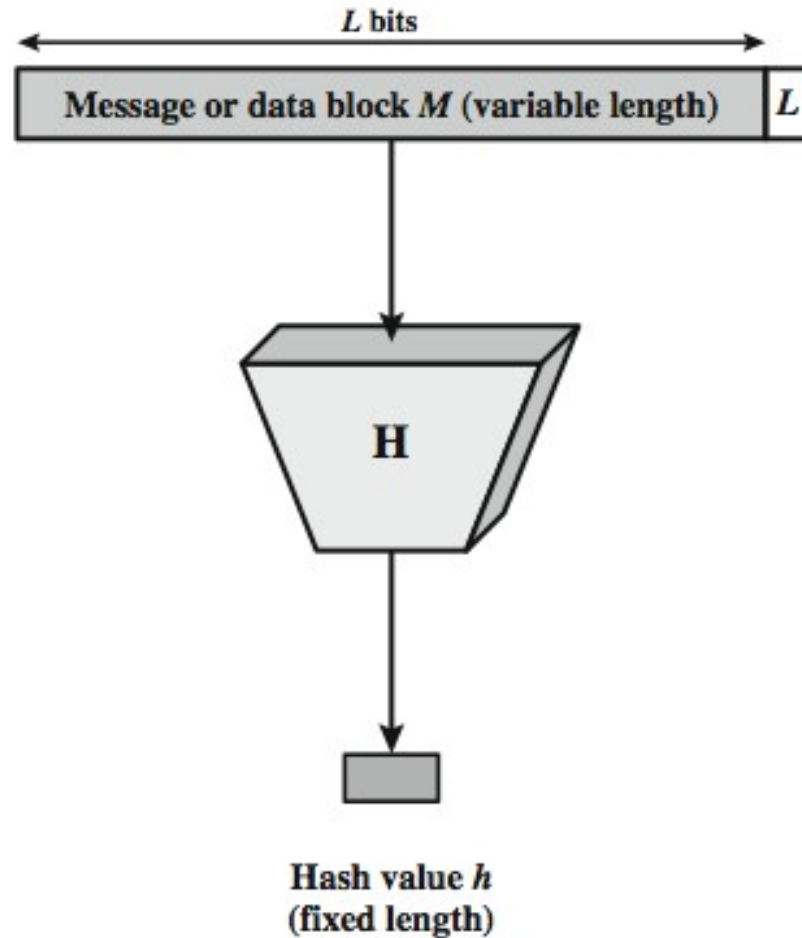 L bits
Message or data block M (variable length) L
H
Hash value h
(fixed length)